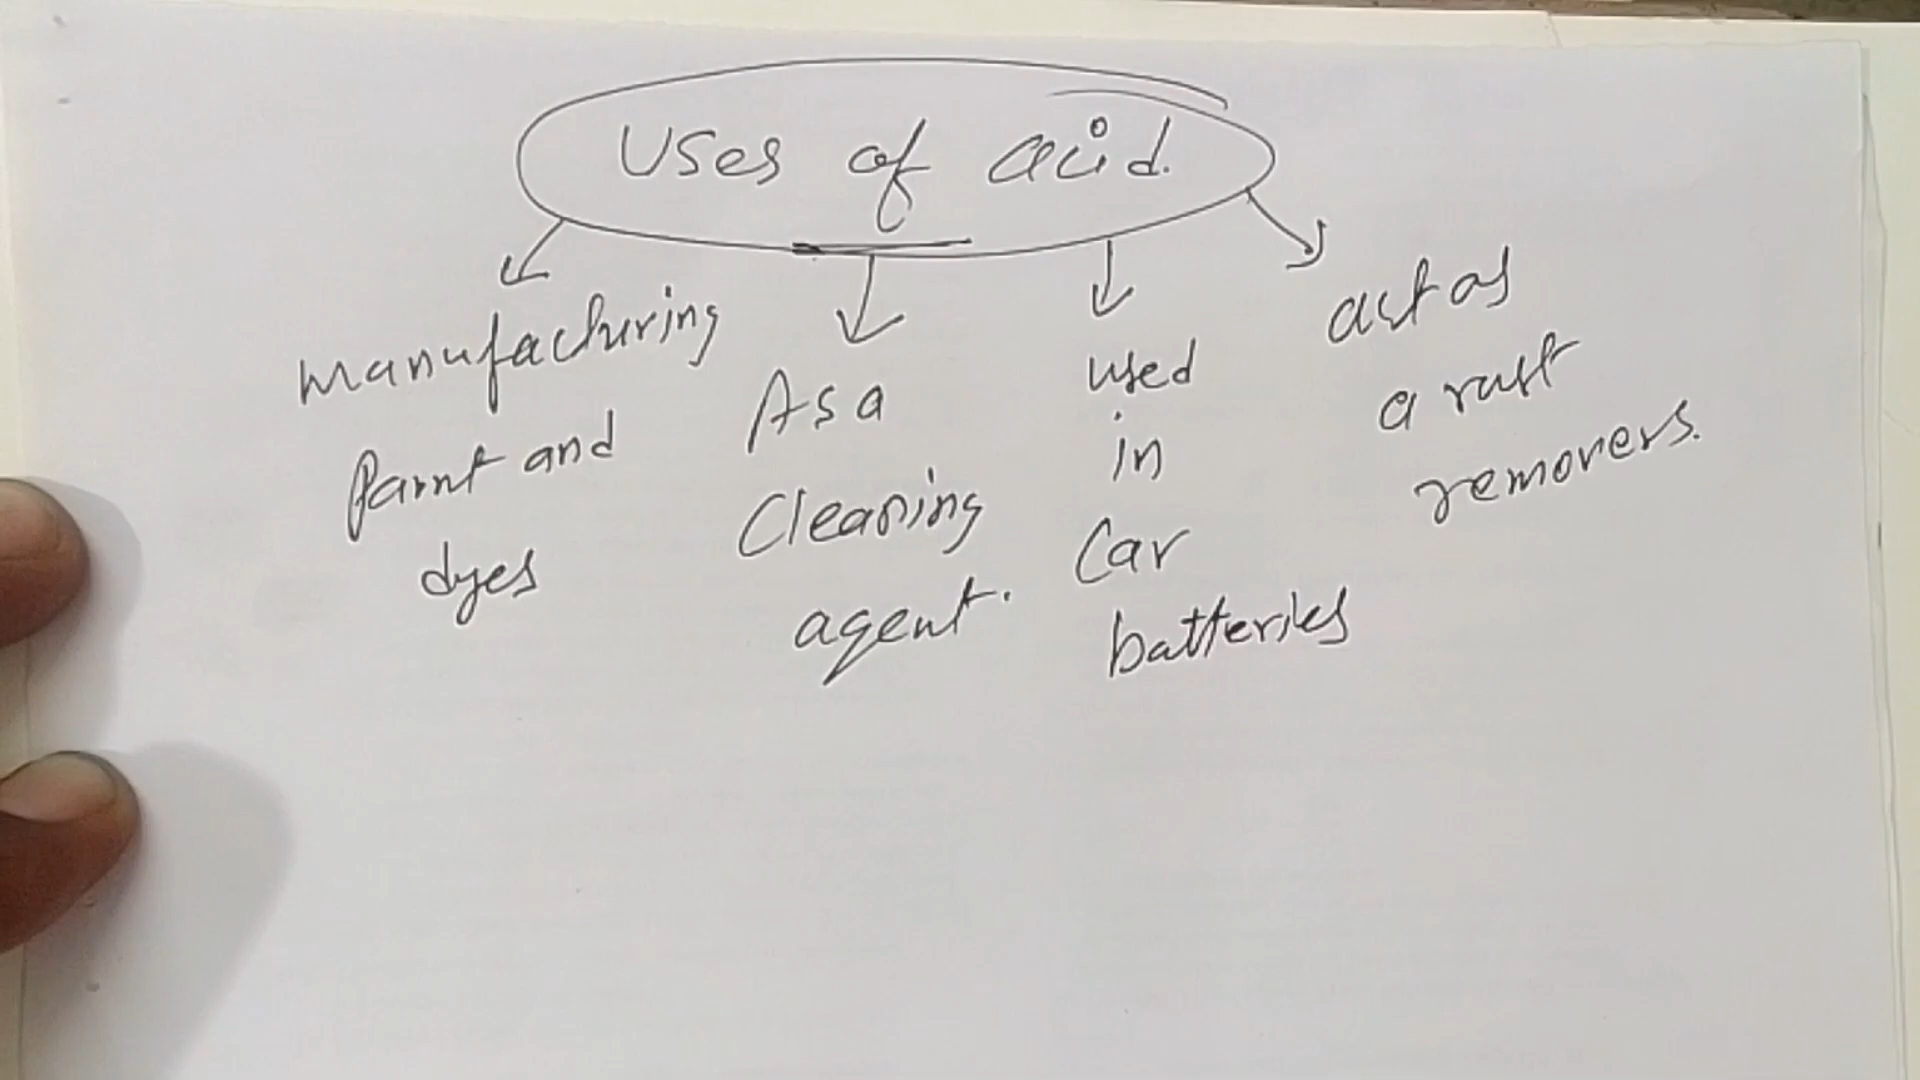 Uses of acid.
manufacturing
Paint and
dyes
As a
Cleaning
agent.
used
in
Car
batteries
act as
a rust
removers.